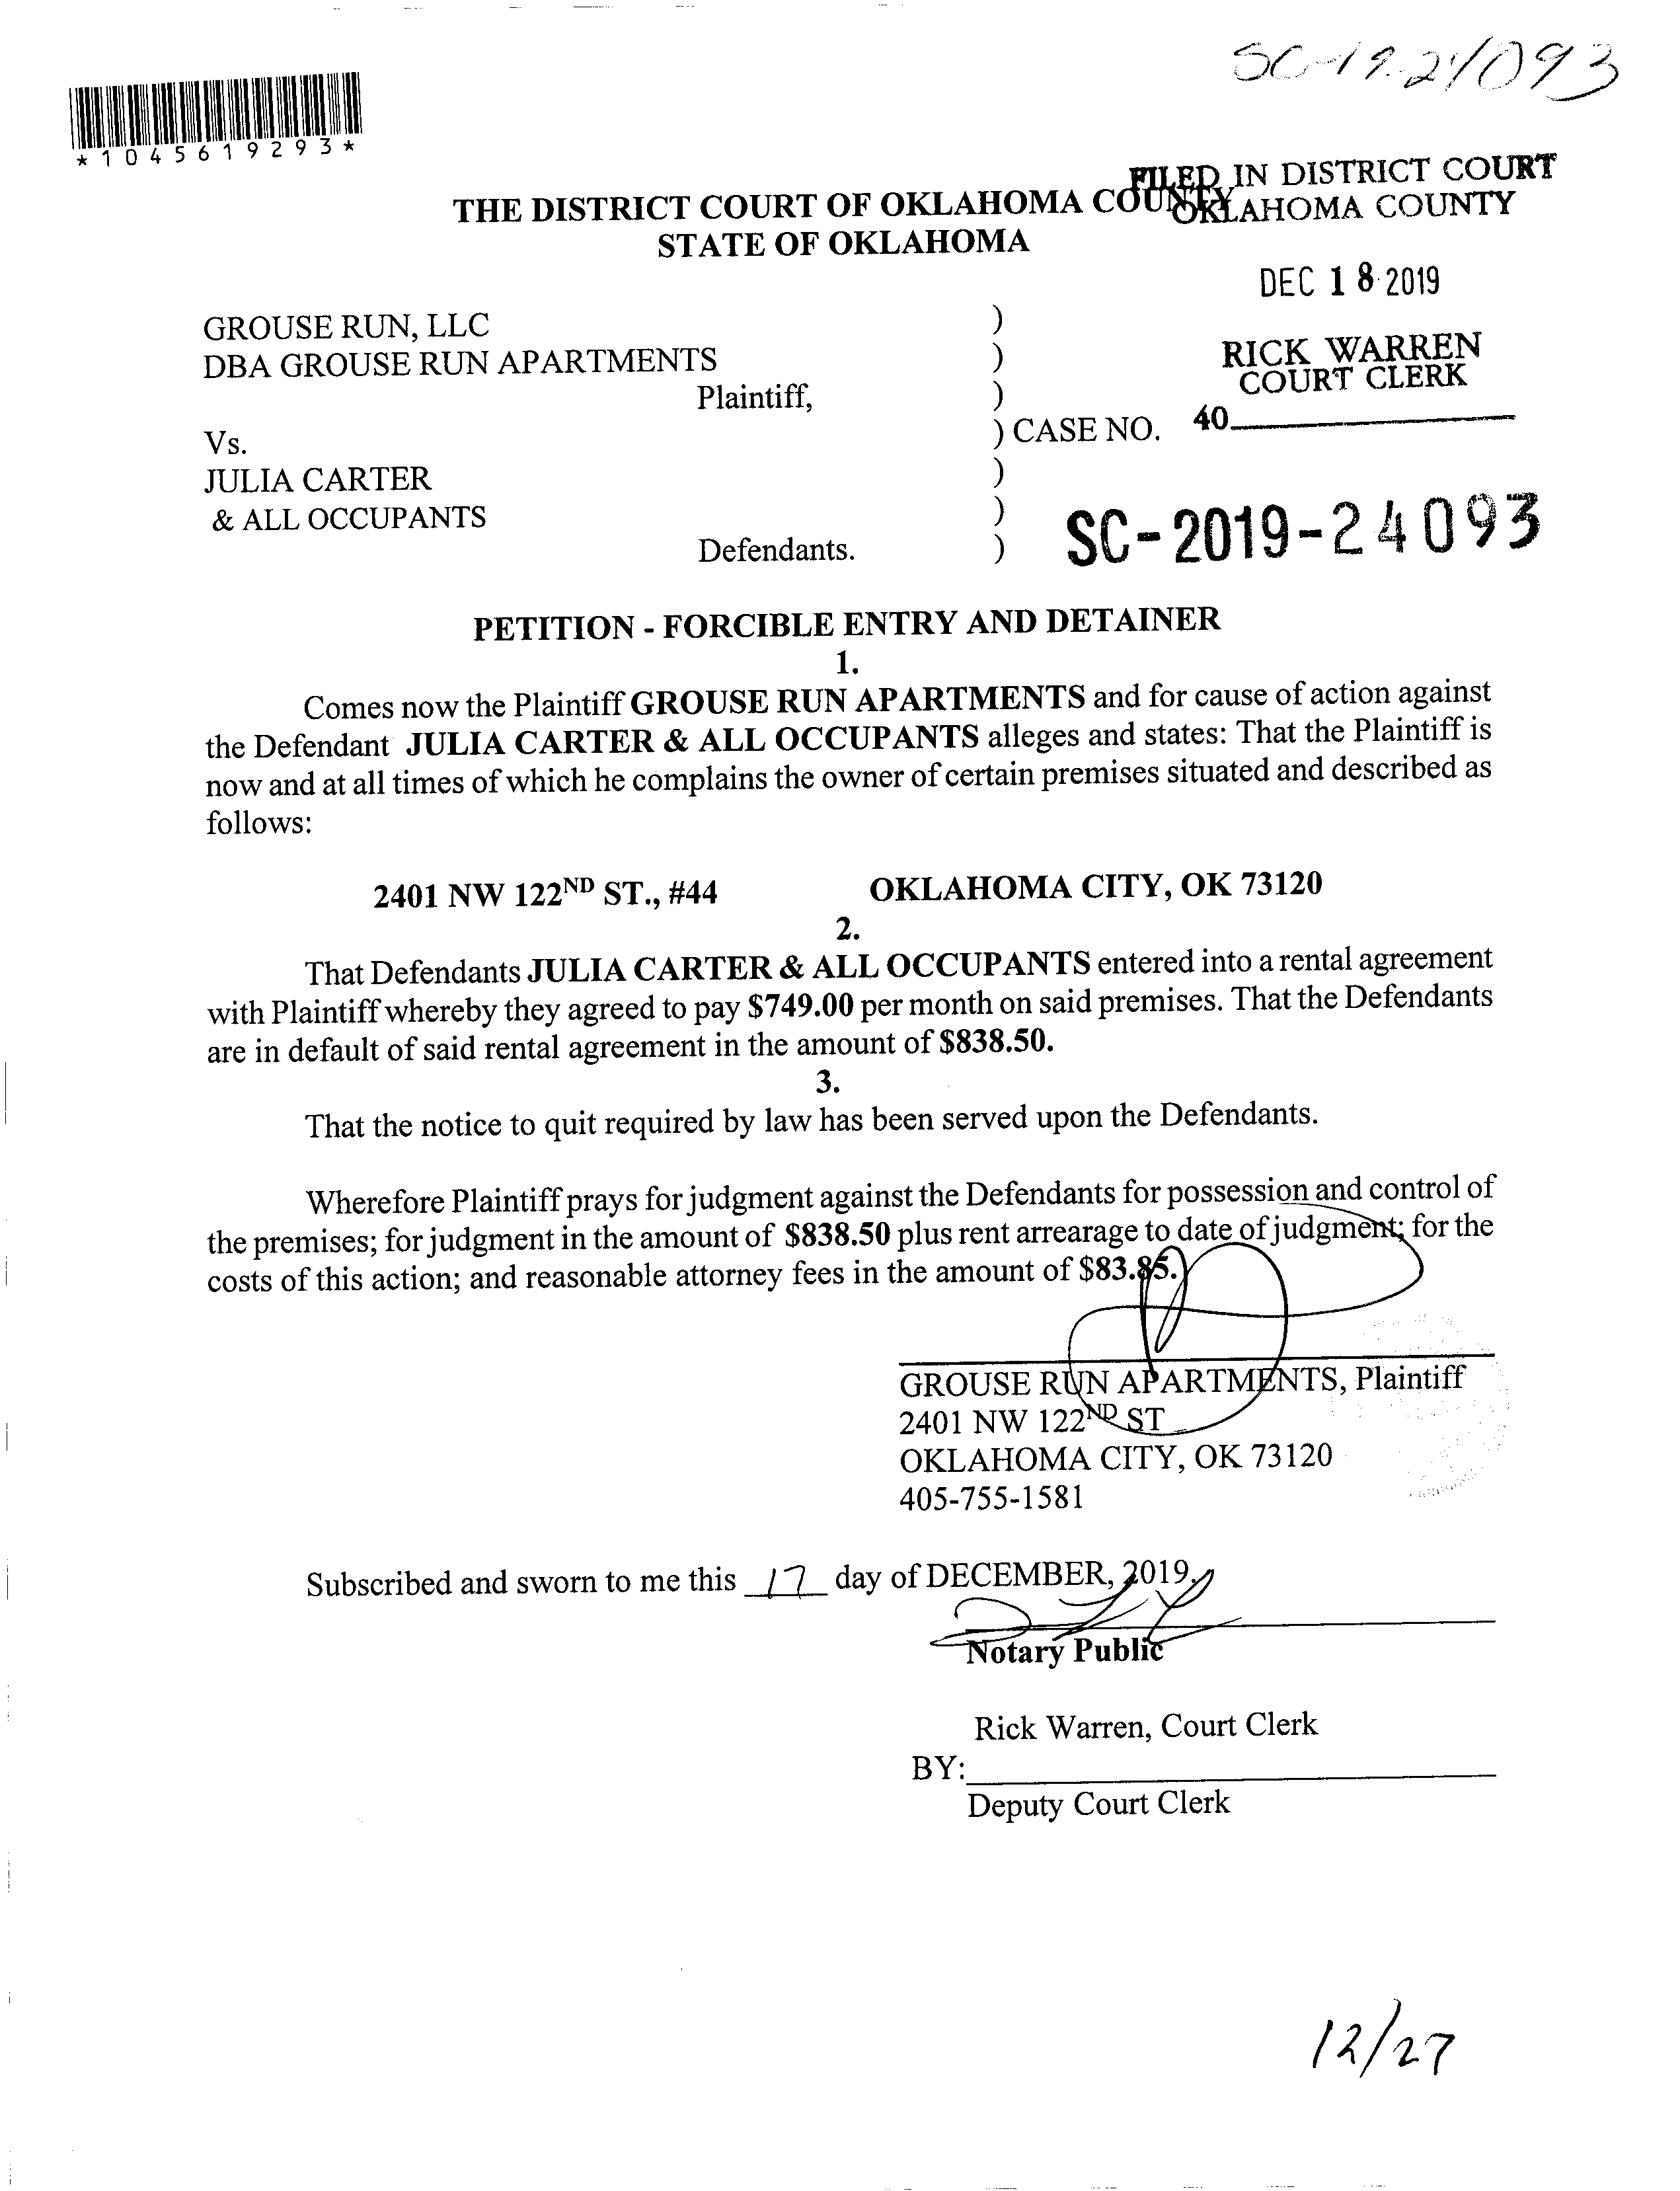 SC-19-24093
*1045619293*
FILED IN DISTRICT COURT
OKLAHOMA COUNTY
THE DISTRICT COURT OF OKLAHOMA COUNTY
STATE OF OKLAHOMA
DEC 18 2019
GROUSE RUN, LLC )
DBA GROUSE RUN APARTMENTS )
RICK WARREN
COURT CLERK
Plaintiff, )
40
Vs. ) CASE NO.
JULIA CARTER )
& ALL OCCUPANTS )
SC-2019-24093
Defendants. )
PETITION - FORCIBLE ENTRY AND DETAINER
1.
Comes now the Plaintiff GROUSE RUN APARTMENTS and for cause of action against
the Defendant JULIA CARTER & ALL OCCUPANTS alleges and states: That the Plaintiff is
now and at all times of which he complains the owner of certain premises situated and described as
follows:
2401 NW 122ND ST., #44 OKLAHOMA CITY, OK 73120
2.
That Defendants JULIA CARTER & ALL OCCUPANTS entered into a rental agreement
with Plaintiff whereby they agreed to pay $749.00 per month on said premises. That the Defendants
are in default of said rental agreement in the amount of $838.50.
3.
That the notice to quit required by law has been served upon the Defendants.
Wherefore Plaintiff prays for judgment against the Defendants for possession and control of
the premises; for judgment in the amount of $838.50 plus rent arrearage to date of judgment; for the
costs of this action; and reasonable attorney fees in the amount of $83.85.
GROUSE RUN APARTMENTS, Plaintiff
2401 NW 122ND ST
OKLAHOMA CITY, OK 73120
405-755-1581
Subscribed and sworn to me this 17 day of DECEMBER, 2019.
Notary Public
Rick Warren, Court Clerk
BY:
Deputy Court Clerk
12/27